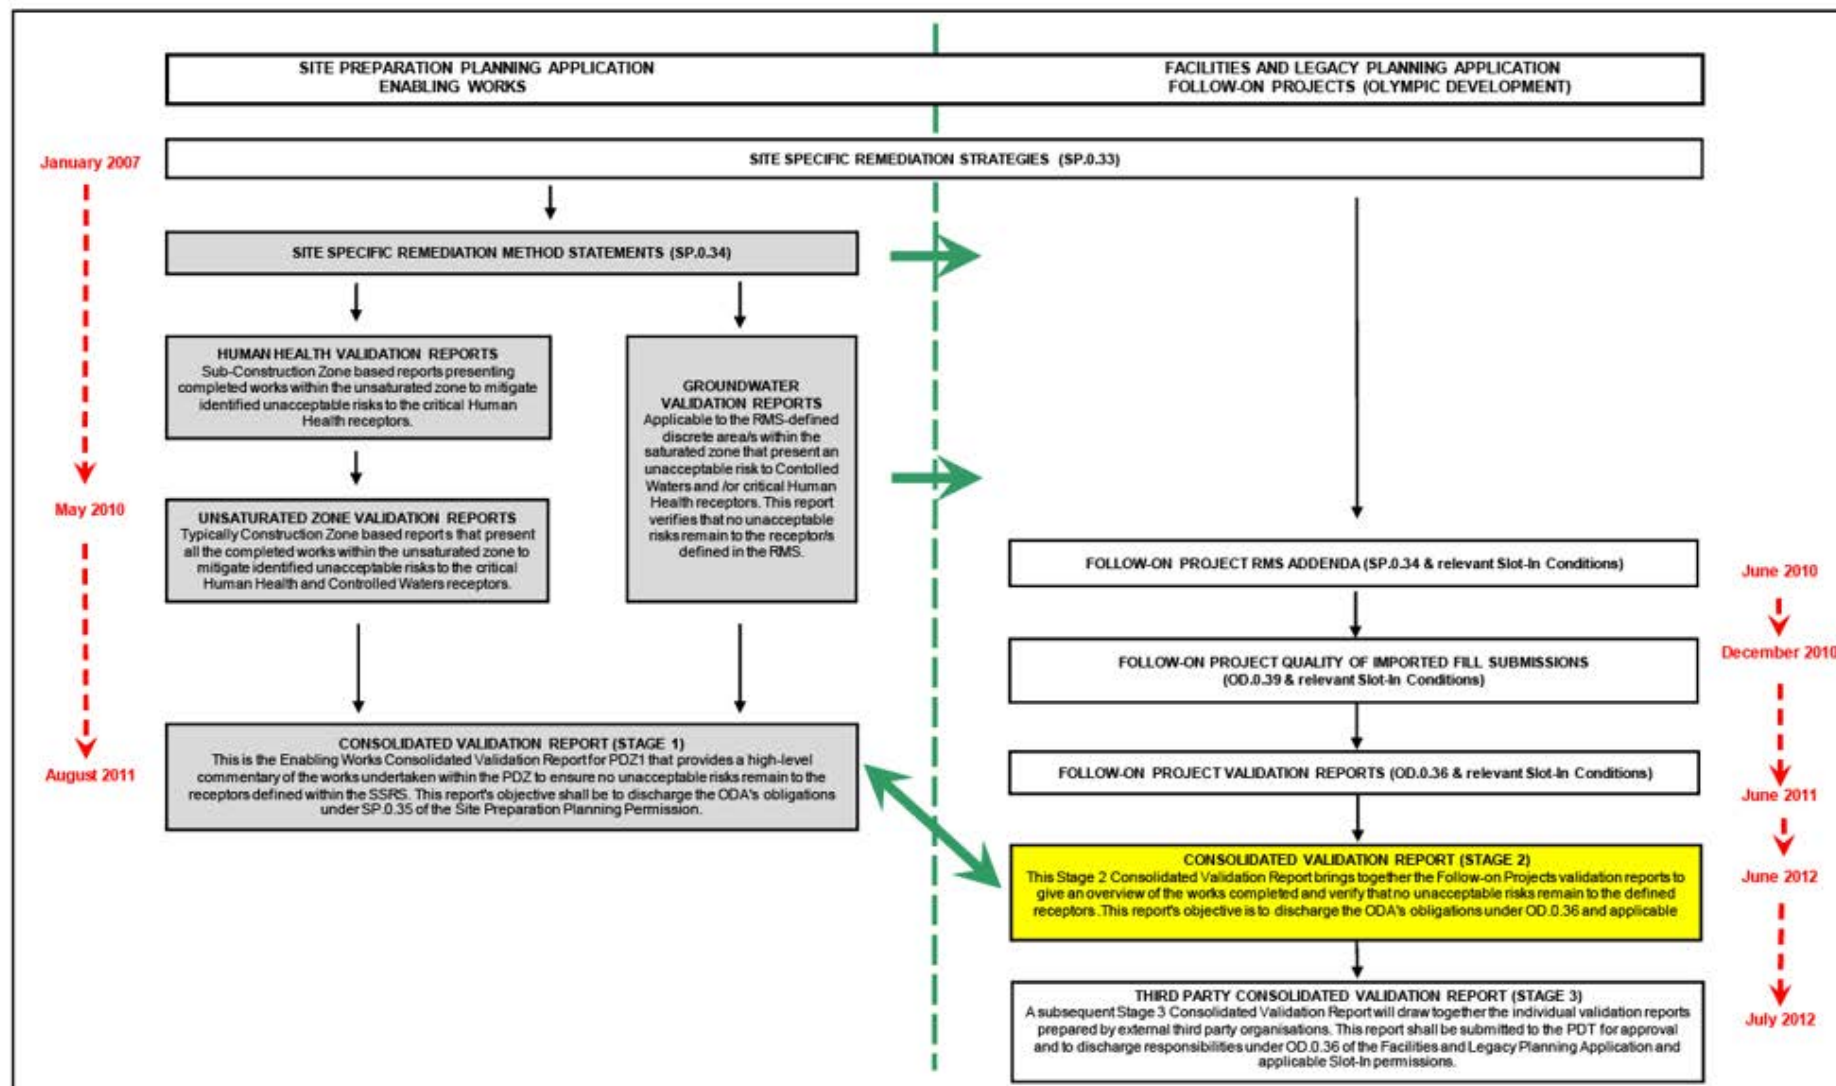 SITE PREPARATION PLANNING APPLICATION
ENABLING WORKS
FACILITIES AND LEGACY PLANNING APPLICATION
FOLLOW-ON PROJECTS (OLYMPIC DEVELOPMENT)
January 2007
SITE SPECIFIC REMEDIATION STRATEGIES (SP.0.33)
SITE SPECIFIC REMEDIATION METHOD STATEMENTS (SP.0.34)
HUMAN HEALTH VALIDATION REPORTS
Sub-Construction Zone based reports presenting
completed works within the unsaturated zone to mitigate
identified unacceptable risks to the critical Human
Health receptors.
GROUNDWATER
VALIDATION REPORTS
Applicable to the RMS-defined
discrete area/s within the
saturated zone that present an
unacceptable risk to Contolled
Waters and /or critical Human
Health receptors. This report
verifies that no unacceptable
risks remain to the receptor/s
defined in the RMS.
May 2010
UNSATURATED ZONE VALIDATION REPORTS
Typically Construction Zone based reports that present
all the completed works within the unsaturated zone to
mitigate identified unacceptable risks to the critical
Human Health and Controlled Waters receptors.
FOLLOW-ON PROJECT RMS ADDENDA (SP.0.34 & relevant Slot-In Conditions)
June 2010
FOLLOW-ON PROJECT QUALITY OF IMPORTED FILL SUBMISSIONS
(OD.0.39 & relevant Slot-In Conditions)
December 2010
CONSOLIDATED VALIDATION REPORT (STAGE 1)
This is the Enabling Works Consolidated Validation Report for PDZ1 that provides a high-level
commentary of the works undertaken within the PDZ to ensure no unacceptable risks remain to the
receptors defined within the SSRS. This report's objective shall be to discharge the ODA's obligations
under SP.0.35 of the Site Preparation Planning Permission.
August 2011
FOLLOW-ON PROJECT VALIDATION REPORTS (OD.0.36 & relevant Slot-In Conditions)
June 2011
CONSOLIDATED VALIDATION REPORT (STAGE 2)
This Stage 2 Consolidated Validation Report brings together the Follow-on Projects validation reports to
give an overview of the works completed and verify that no unacceptable risks remain to the defined
receptors. This report's objective is to discharge the ODA's obligations under OD.0.36 and applicable
June 2012
THIRD PARTY CONSOLIDATED VALIDATION REPORT (STAGE 3)
A subsequent Stage 3 Consolidated Validation Report will draw together the individual validation reports
prepared by external third party organisations. This report shall be submitted to the PDT for approval
and to discharge responsibilities under OD.0.36 of the Facilities and Legacy Planning Application and
applicable Slot-In permissions.
July 2012